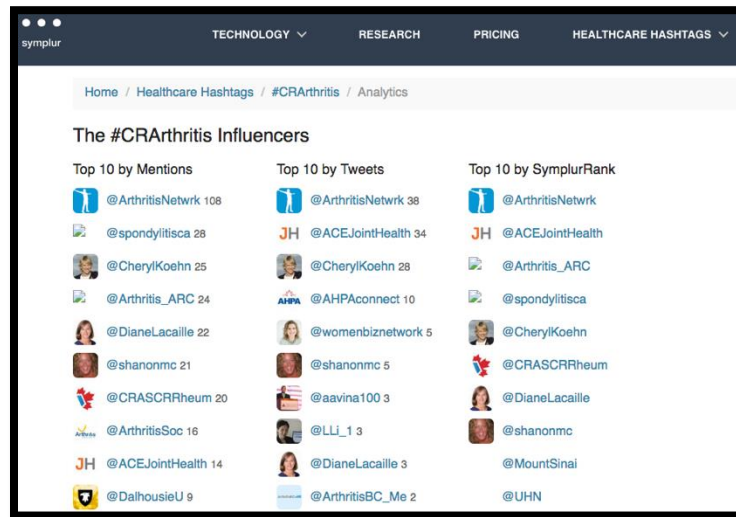 symplur
TECHNOLOGY RESEARCH PRICING HEALTHCARE HASHTAGS
Home / Healthcare Hashtags / #CRArthritis / Analytics
The #CRArthritis Influencers
Top 10 by Mentions
@ArthritisNetwrk 108
@spondylitisca 28
@CherylKoehn 25
@Arthritis_ARC 24
@DianeLacaille 22
@shanonmc 21
@CRASCRRheum 20
@ArthritisSoc 16
JH @ACEJointHealth 14
@DalhousieU 9
Top 10 by Tweets
@ArthritisNetwrk 38
JH @ACEJointHealth 34
@CherylKoehn 28
AHPA @AHPAconnect 10
@womenbiznetwork 5
@shanonmc 5
@aavina100 3
@LLi_1 3
@DianeLacaille 3
@ArthritisBC_Me 2
Top 10 by SymplurRank
@ArthritisNetwrk
JH @ACEJointHealth
@Arthritis_ARC
@spondylitisca
@CherylKoehn
@CRASCRRheum
@DianeLacaille
@shanonmc
@MountSinai
@UHN